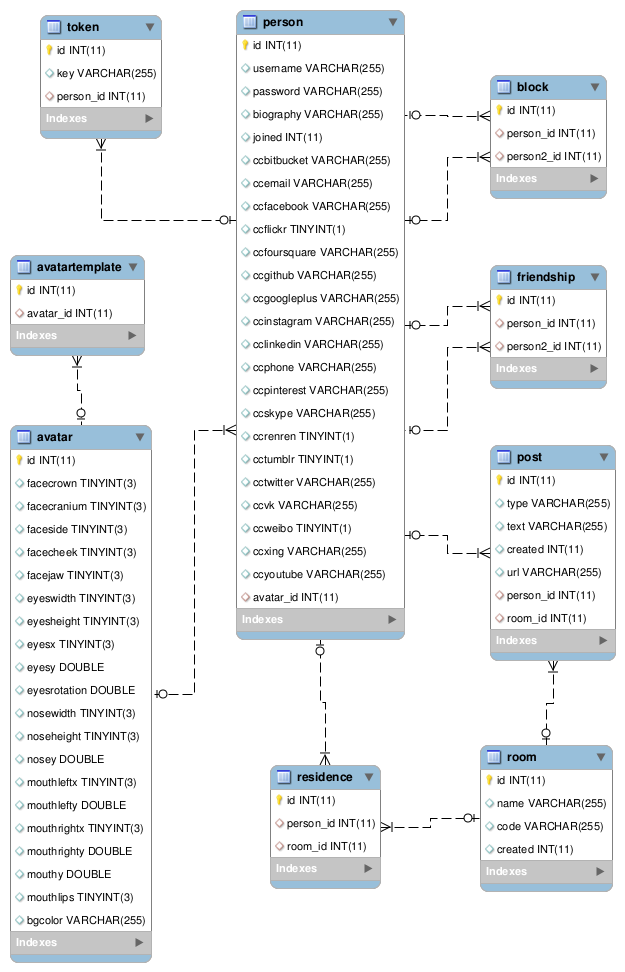 token
id INT(11)
key VARCHAR(255)
person_id INT(11)
Indexes
person
id INT(11)
username VARCHAR(255)
password VARCHAR(255)
biography VARCHAR(255)
joined INT(11)
ccbitbucket VARCHAR(255)
ccemail VARCHAR(255)
ccfacebook VARCHAR(255)
ccflickr TINYINT(1)
ccfoursquare VARCHAR(255)
ccgithub VARCHAR(255)
ccgoogleplus VARCHAR(255)
ccinstagram VARCHAR(255)
cclinkedin VARCHAR(255)
ccphone VARCHAR(255)
ccpinterest VARCHAR(255)
ccskype VARCHAR(255)
ccrenren TINYINT(1)
cctumblr TINYINT(1)
cctwitter VARCHAR(255)
ccvk VARCHAR(255)
ccweibo TINYINT(1)
ccxing VARCHAR(255)
ccyoutube VARCHAR(255)
avatar_id INT(11)
Indexes
block
id INT(11)
person_id INT(11)
person2_id INT(11)
Indexes
avatartemplate
id INT(11)
avatar_id INT(11)
Indexes
friendship
id INT(11)
person_id INT(11)
person2_id INT(11)
Indexes
avatar
id INT(11)
facecrown TINYINT(3)
facecranium TINYINT(3)
faceside TINYINT(3)
facecheek TINYINT(3)
facejaw TINYINT(3)
eyeswidth TINYINT(3)
eyesheight TINYINT(3)
eyesx TINYINT(3)
eyesy DOUBLE
eyesrotation DOUBLE
nosewidth TINYINT(3)
noseheight TINYINT(3)
nosey DOUBLE
mouthleftx TINYINT(3)
mouthlefty DOUBLE
mouthrightx TINYINT(3)
mouthrighty DOUBLE
mouthy DOUBLE
mouthlips TINYINT(3)
bgcolor VARCHAR(255)
Indexes
post
id INT(11)
type VARCHAR(255)
text VARCHAR(255)
created INT(11)
url VARCHAR(255)
person_id INT(11)
room_id INT(11)
Indexes
residence
id INT(11)
person_id INT(11)
room_id INT(11)
Indexes
room
id INT(11)
name VARCHAR(255)
code VARCHAR(255)
created INT(11)
Indexes